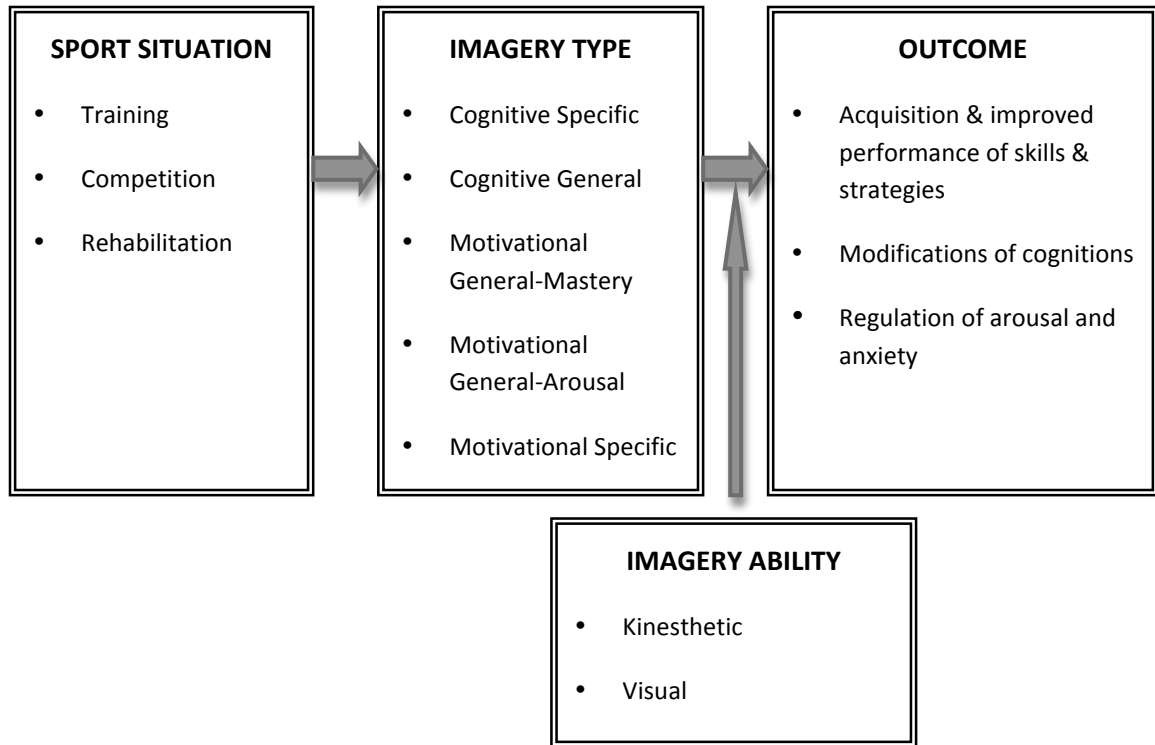 SPORT SITUATION
• Training
• Competition
• Rehabilitation
IMAGERY TYPE
• Cognitive Specific
• Cognitive General
• Motivational
General-Mastery
• Motivational
General-Arousal
• Motivational Specific
OUTCOME
• Acquisition & improved
performance of skills &
strategies
• Modifications of cognitions
• Regulation of arousal and
anxiety
IMAGERY ABILITY
• Kinesthetic
• Visual